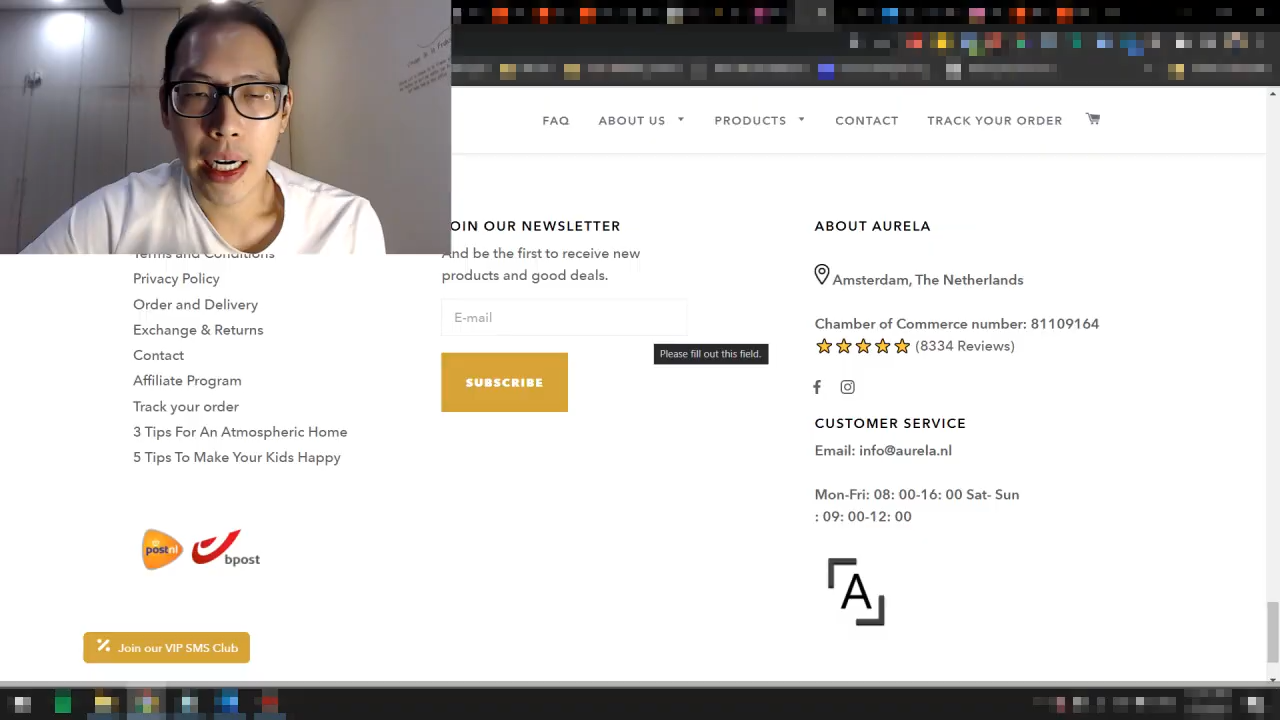 FAQ
ABOUT US
PRODUCTS
CONTACT
TRACK YOUR ORDER
Terms and Conditions
Privacy Policy
Order and Delivery
Exchange & Returns
Contact
Affiliate Program
Track your order
3 Tips For An Atmospheric Home
5 Tips To Make Your Kids Happy
postnl
bpost
Join our VIP SMS Club
OIN OUR NEWSLETTER
And be the first to receive new
products and good deals.
E-mail
Please fill out this field.
SUBSCRIBE
ABOUT AURELA
Amsterdam, The Netherlands
Chamber of Commerce number: 81109164
(8334 Reviews)
CUSTOMER SERVICE
Email: info@aurela.nl
Mon-Fri: 08: 00-16: 00 Sat- Sun
: 09: 00-12: 00
A